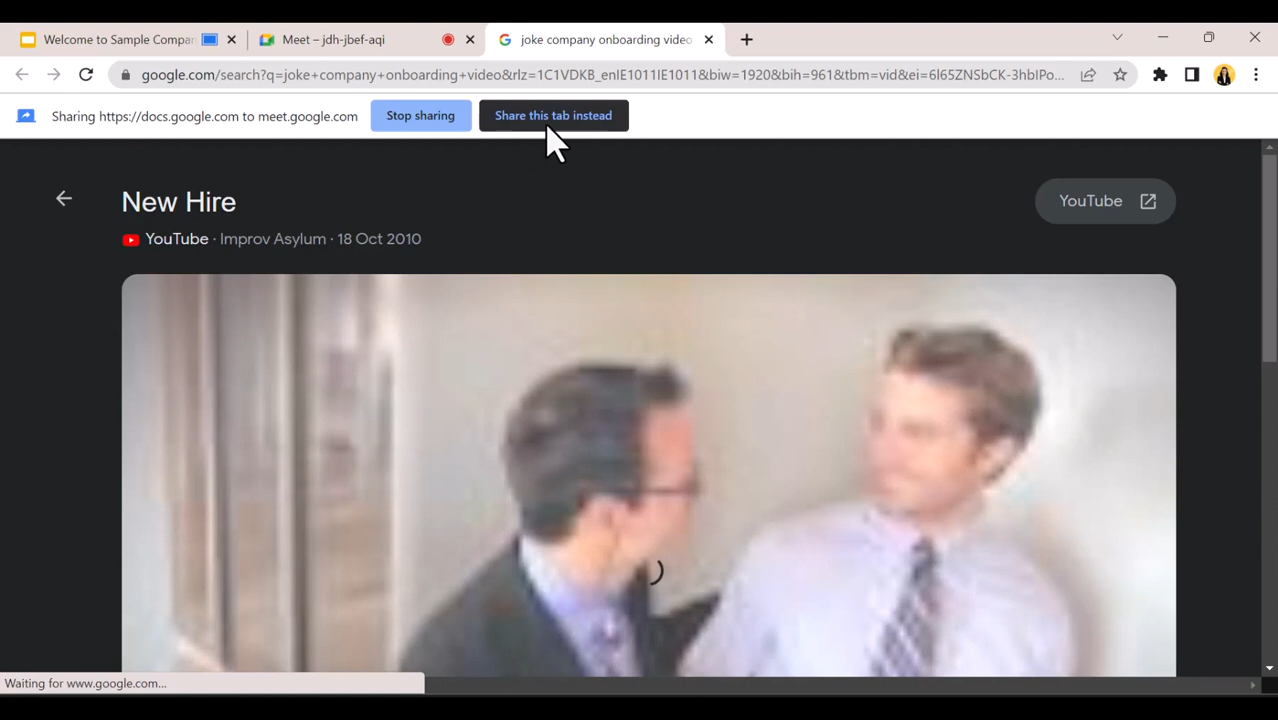 Welcome to Sample Compan
Meet – jdh-jbef-aqi
joke company onboarding video
google.com/search?q=joke+company+onboarding+video&rlz=1C1VDKB_enIE1011IE1011&biw=1920&bih=961&tbm=vid&ei=6l65ZNSbCK-3hbIPo...
Sharing https://docs.google.com to meet.google.com
Stop sharing
Share this tab instead
New Hire
YouTube
YouTube · Improv Asylum · 18 Oct 2010
Waiting for www.google.com...